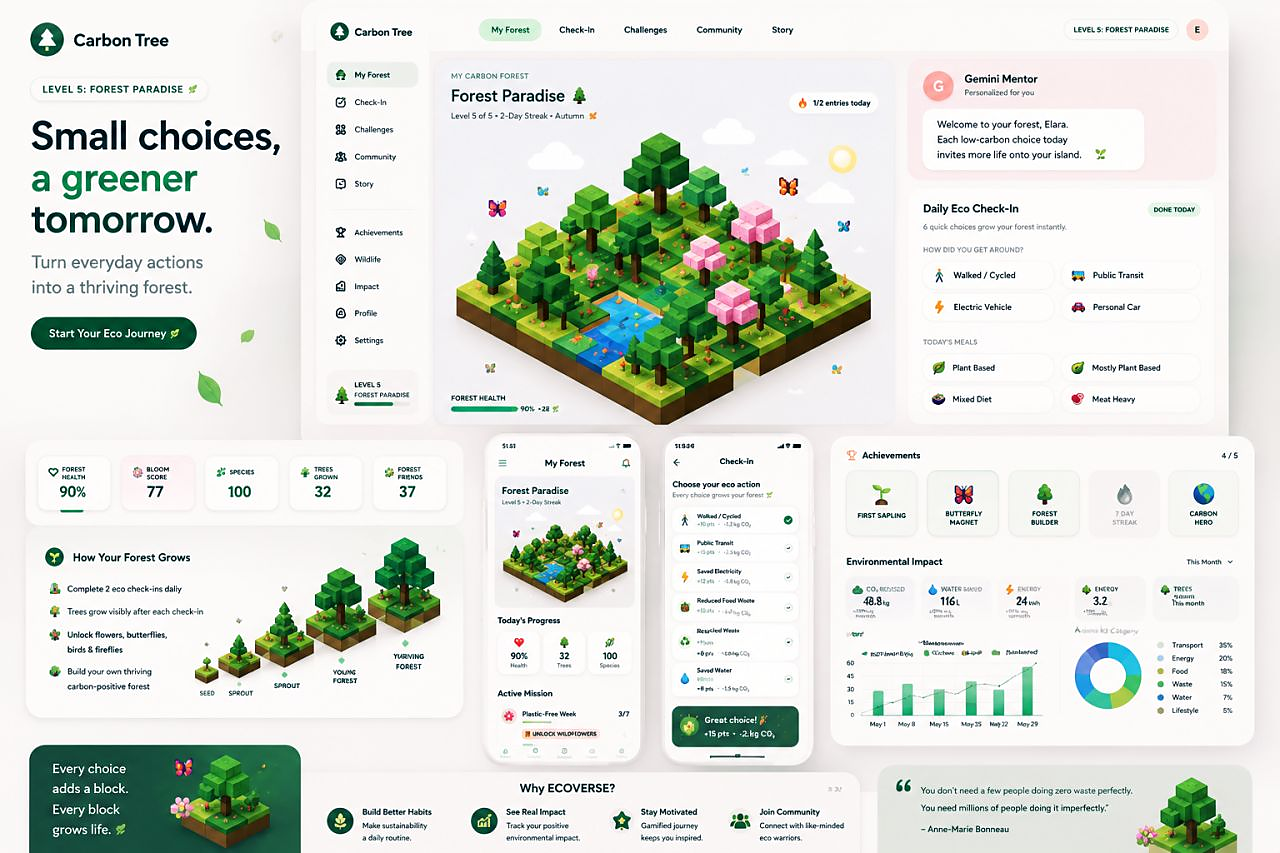 Carbon Tree
LEVEL 5: FOREST PARADISE
Small choices,
a greener
tomorrow.
Turn everyday actions
into a thriving forest.
Start Your Eco Journey
Carbon Tree
My Forest
Check-In
Challenges
Community
Story
LEVEL 5: FOREST PARADISE
E
My Forest
Check-In
Challenges
Community
Story
Achievements
Wildlife
Impact
Profile
Settings
LEVEL 5
FOREST PARADISE
MY CARBON FOREST
Forest Paradise
Level 5 of 5 • 2-Day Streak • Autumn
1/2 entries today
FOREST HEALTH
90% +28
G
Gemini Mentor
Personalized for you
Welcome to your forest, Elara.
Each low-carbon choice today
invites more life onto your island.
Daily Eco Check-In
DONE TODAY
6 quick choices grow your forest instantly.
HOW DID YOU GET AROUND?
Walked / Cycled
Public Transit
Electric Vehicle
Personal Car
TODAY'S MEALS
Plant Based
Mostly Plant Based
Mixed Diet
Meat Heavy
FOREST
HEALTH
90%
BLOOM
SCORE
77
SPECIES
100
TREES
GROWN
32
FOREST
FRIENDS
37
How Your Forest Grows
Complete 2 eco check-ins daily
Trees grow visibly after each check-in
Unlock flowers, butterflies,
birds & fireflies
Build your own thriving
carbon-positive forest
SEED
SPROUT
SPROUT
YOUNG
FOREST
FOREST
My Forest
Forest Paradise
Level 5 • 2-Day Streak
Today's Progress
90%
Health
32
Trees
100
Species
Active Mission
Plastic-Free Week
3/7
UNLOCK WILDFLOWERS
Check-in
Choose your eco action
Every choice grows your forest
Walked / Cycled
Public Transit
Saved Electricity
Reduced Food Waste
Saved Water
Great choice!
+15 pts
Achievements
4 / 5
FIRST SAPLING
BUTTERFLY
MAGNET
FOREST
BUILDER
7 DAY
STREAK
CARBON
HERO
Environmental Impact
This Month
48.8 kg
WATER
116 L
ENERGY
24 kWh
ENERGY
3.2
TREES
This month
60
45
30
15
0
May 1
May 8
May 15
May 29
Transport 35%
Energy 20%
Food 18%
Waste 15%
Water 7%
Lifestyle 5%
Every choice
adds a block.
Every block
grows life.
Why ECOVERSE?
Build Better Habits
Make sustainability
a daily routine.
See Real Impact
Track your positive
environmental impact.
Stay Motivated
Gamified journey
keeps you inspired.
Join Community
Connect with like-minded
eco warriors.
“ You don't need a few people doing zero waste perfectly.
You need millions of people doing it imperfectly.”
– Anne-Marie Bonneau